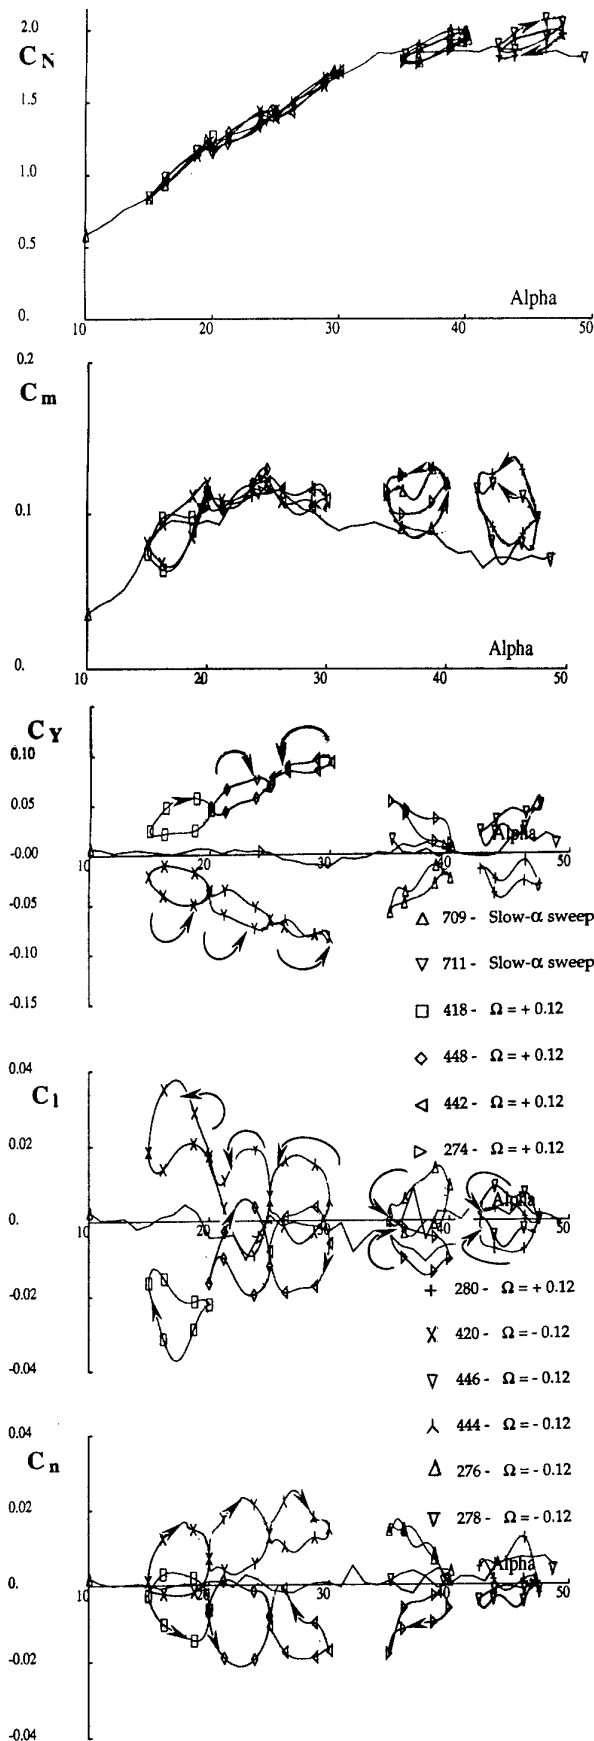 2.0
C N
1.5
1.0
0.5
0.
Alpha
10 20 30 40 50
0.2
C m
0.1
0.
Alpha
10 20 30 40 50
C Y
0.10
0.05
-0.00
10 20 30 50
Alpha
-0.05
-0.10
-0.15
△ 709 - Slow-α sweep
▽ 711 - Slow-α sweep
□ 418 - Ω = + 0.12
◇ 448 - Ω = + 0.12
◁ 442 - Ω = + 0.12
▷ 274 - Ω = + 0.12
0.04
C l
0.02
0.
10 20 30 40 50
Alpha
-0.02
-0.04
+ 280 - Ω = + 0.12
X 420 - Ω = - 0.12
▽ 446 - Ω = - 0.12
⅄ 444 - Ω = - 0.12
△ 276 - Ω = - 0.12
▽ 278 - Ω = - 0.12
0.04
C n
0.02
0.
10 20 30 40 50
Alpha
-0.02
-0.04